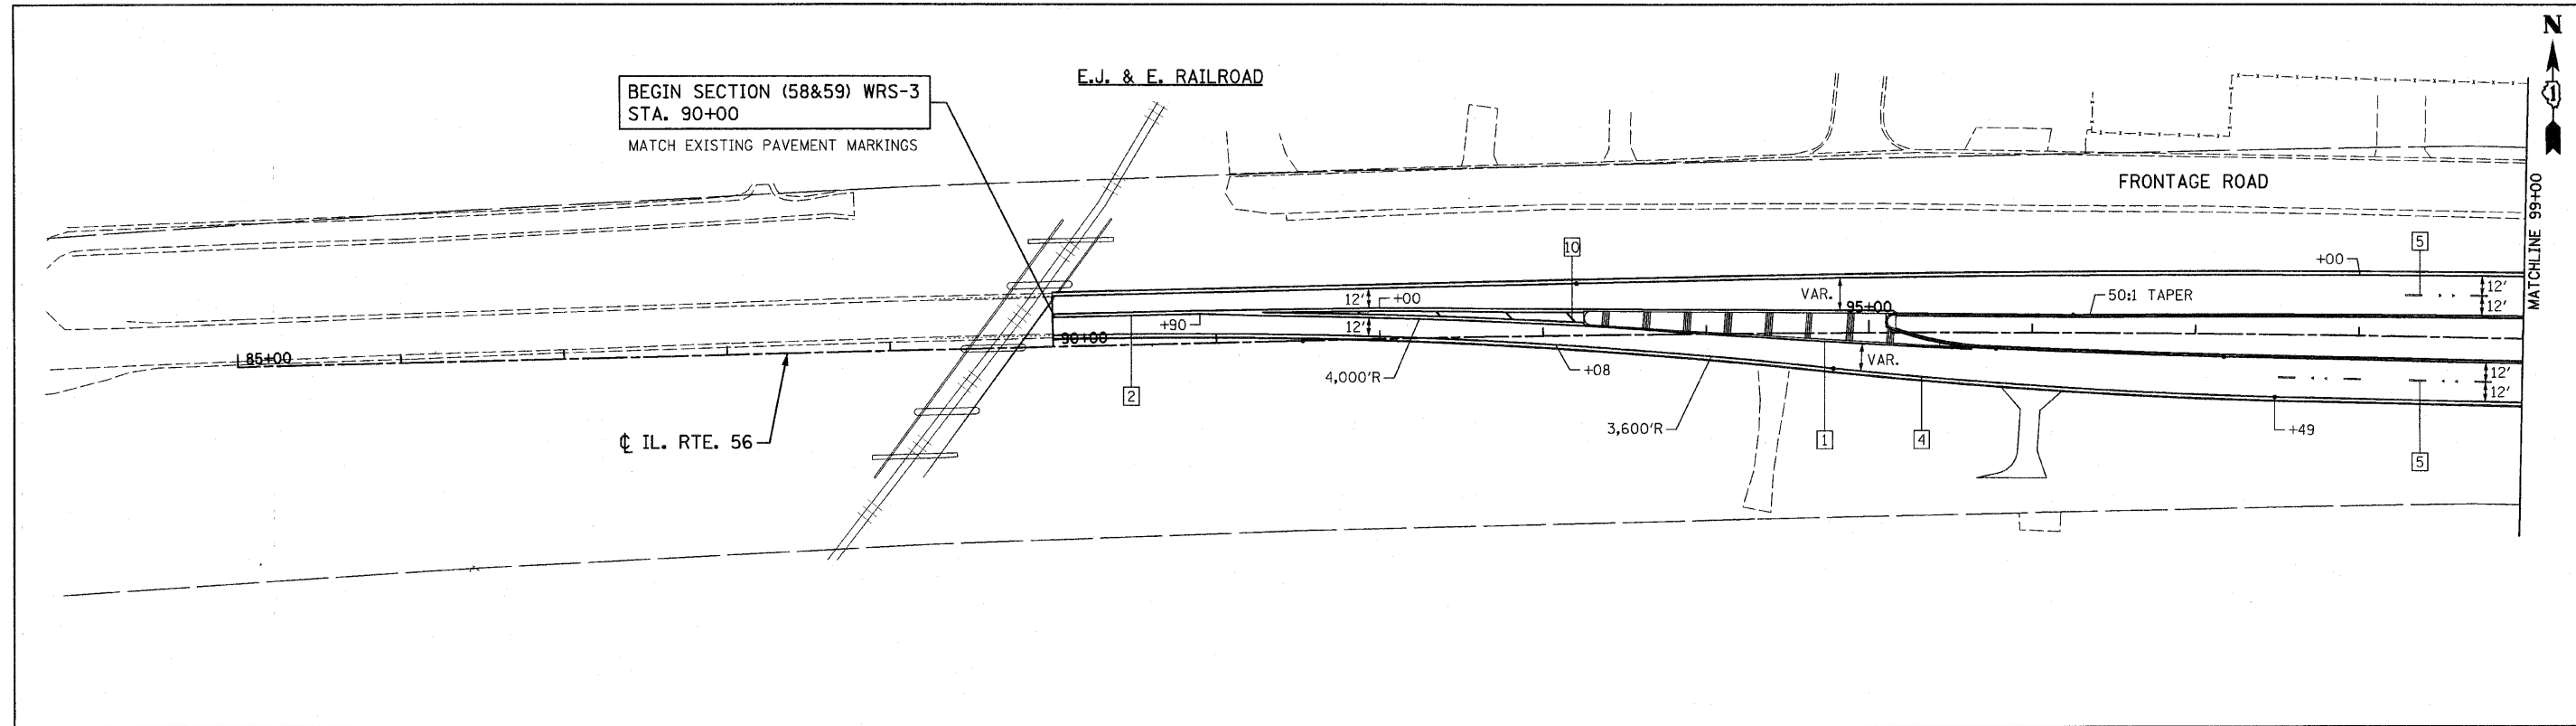 N
1
E.J. & E. RAILROAD
BEGIN SECTION (58&59) WRS-3
STA. 90+00
MATCH EXISTING PAVEMENT MARKINGS
FRONTAGE ROAD
MATCHLINE 99+00
10
5
+00
12'
+00
VAR.
95+00
50:1 TAPER
12'
12'
+90
12'
90+00
85+00
2
4,000'R
+08
VAR.
12'
12'
℄ IL. RTE. 56
3,600'R
1
4
+49
5